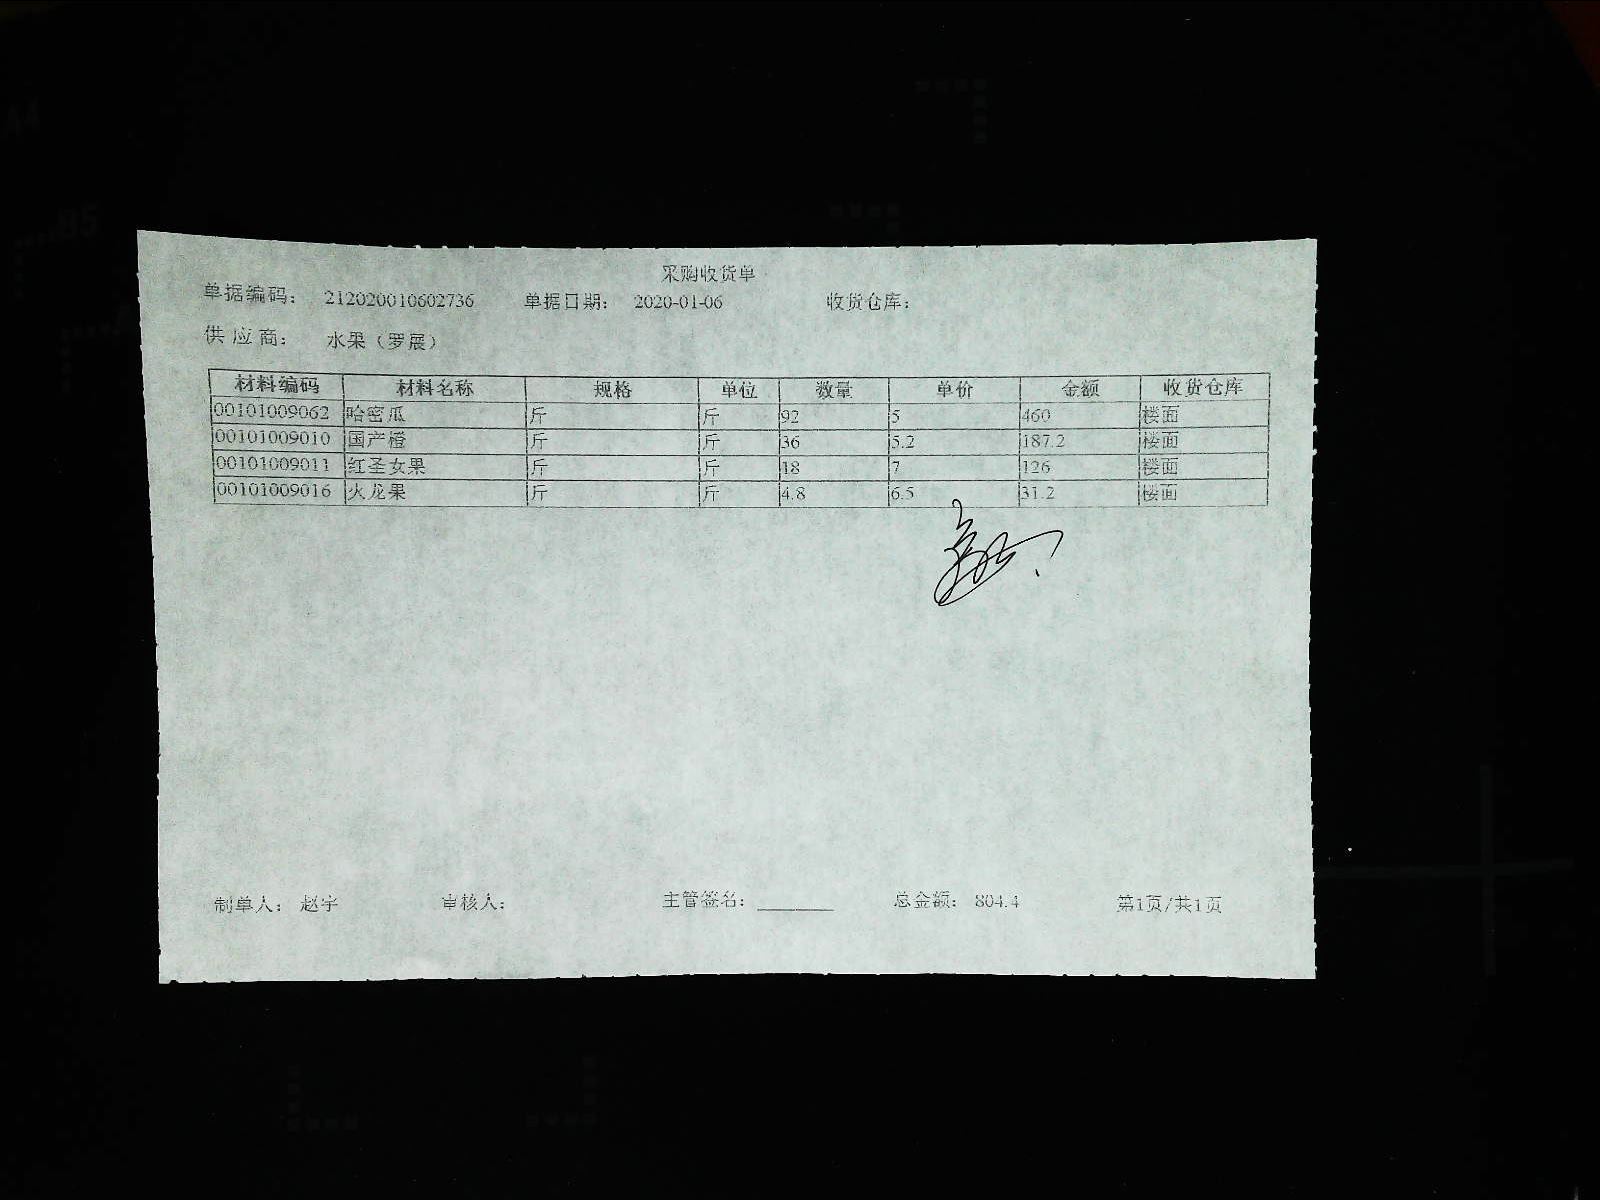 采购收货单
单据编码： 212020010602736 单据日期： 2020-01-06 收货仓库：
供 应 商： 水果（罗展）
材料编码 材料名称 规格 单位 数量 单价 金额 收货仓库
00101009062 哈密瓜 斤 斤 92 5 460 楼面
00101009010 国产橙 斤 斤 36 5.2 187.2 楼面
00101009011 红圣女果 斤 斤 18 7 126 楼面
00101009016 火龙果 斤 斤 4.8 6.5 31.2 楼面
制单人： 赵宇 审核人： 主管签名： 总金额： 804.4 第1页/共1页